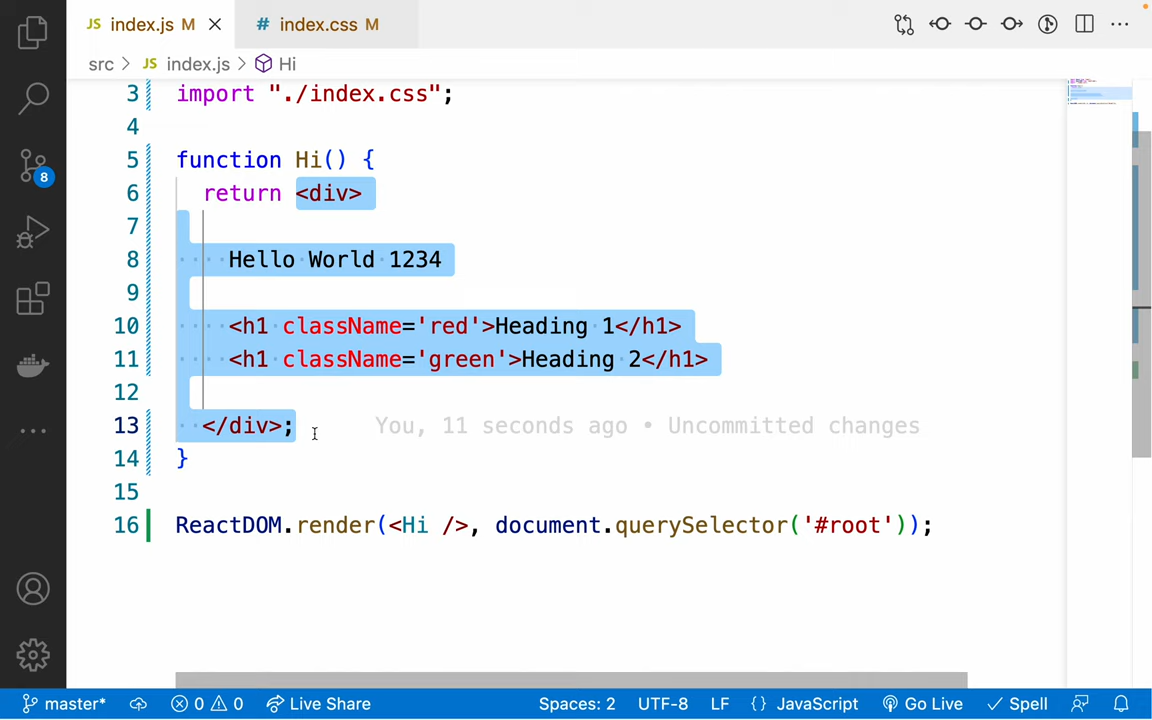 JS index.js M
# index.css M
src > JS index.js > Hi
3 import "./index.css";
4
5 function Hi() {
6 return <div>
7
8 Hello World 1234
9
10 <h1 className='red'>Heading 1</h1>
11 <h1 className='green'>Heading 2</h1>
12
13 </div>; You, 11 seconds ago • Uncommitted changes
14 }
15
16 ReactDOM.render(<Hi />, document.querySelector('#root'));
8
master* 0 0 Live Share Spaces: 2 UTF-8 LF {} JavaScript Go Live Spell